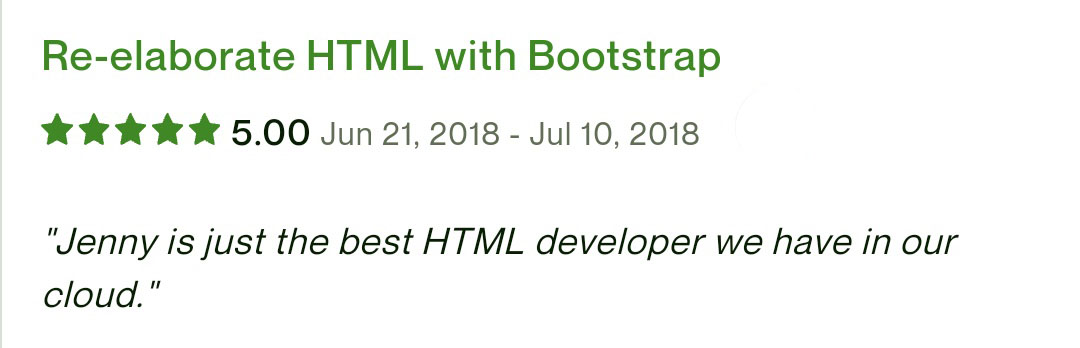 Re-elaborate HTML with Bootstrap
5.00 Jun 21, 2018 - Jul 10, 2018
"Jenny is just the best HTML developer we have in our
cloud."